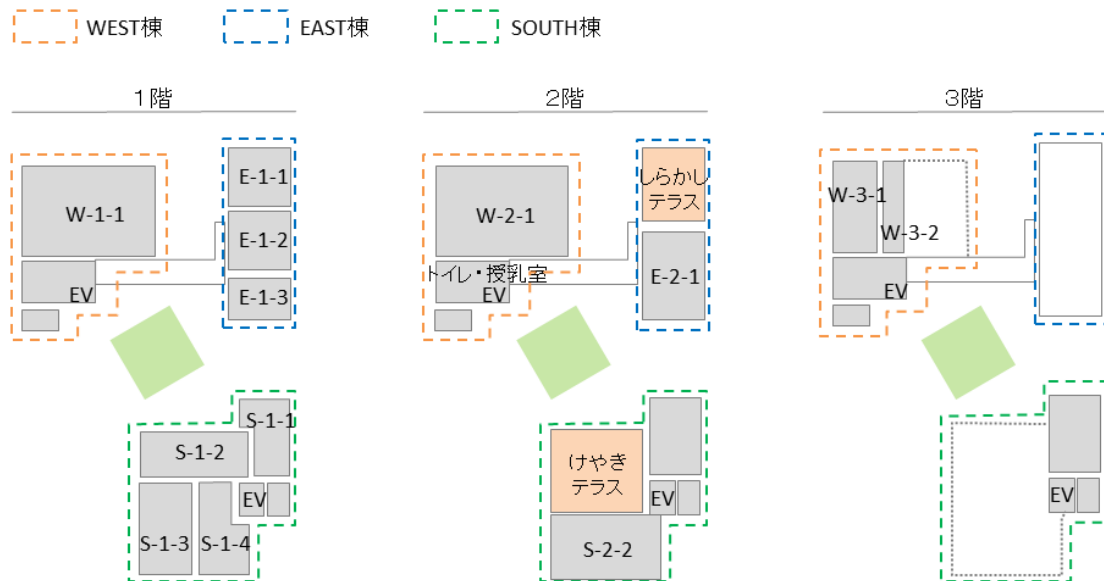 WEST棟
EAST棟
SOUTH棟
1階
W-1-1
EV
E-1-1
E-1-2
E-1-3
S-1-1
S-1-2
EV
S-1-3
S-1-4
2階
W-2-1
トイレ・授乳室
EV
しらかし
テラス
E-2-1
けやき
テラス
EV
S-2-2
3階
W-3-1
W-3-2
EV
EV